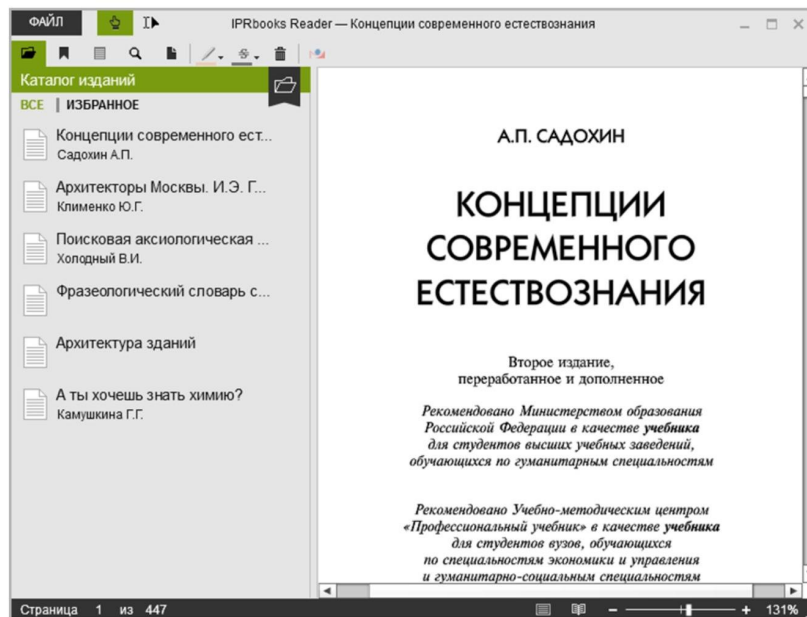 ФАЙЛ
IPRbooks Reader — Концепции современного естествознания
Каталог изданий
ВСЕ | ИЗБРАННОЕ
Концепции современного ест...
Садохин А.П.
Архитекторы Москвы. И.Э. Г...
Клименко Ю.Г.
Поисковая аксиологическая ...
Холодный В.И.
Фразеологический словарь с...
Архитектура зданий
А ты хочешь знать химию?
Камушкина Г.Г.
А.П. САДОХИН
КОНЦЕПЦИИ
СОВРЕМЕННОГО
ЕСТЕСТВОЗНАНИЯ
Второе издание,
переработанное и дополненное
Рекомендовано Министерством образования
Российской Федерации в качестве учебника
для студентов высших учебных заведений,
обучающихся по гуманитарным специальностям
Рекомендовано Учебно-методическим центром
«Профессиональный учебник» в качестве учебника
для студентов вузов, обучающихся
по специальностям экономики и управления
и гуманитарно-социальным специальностям
Страница 1 из 447
131%